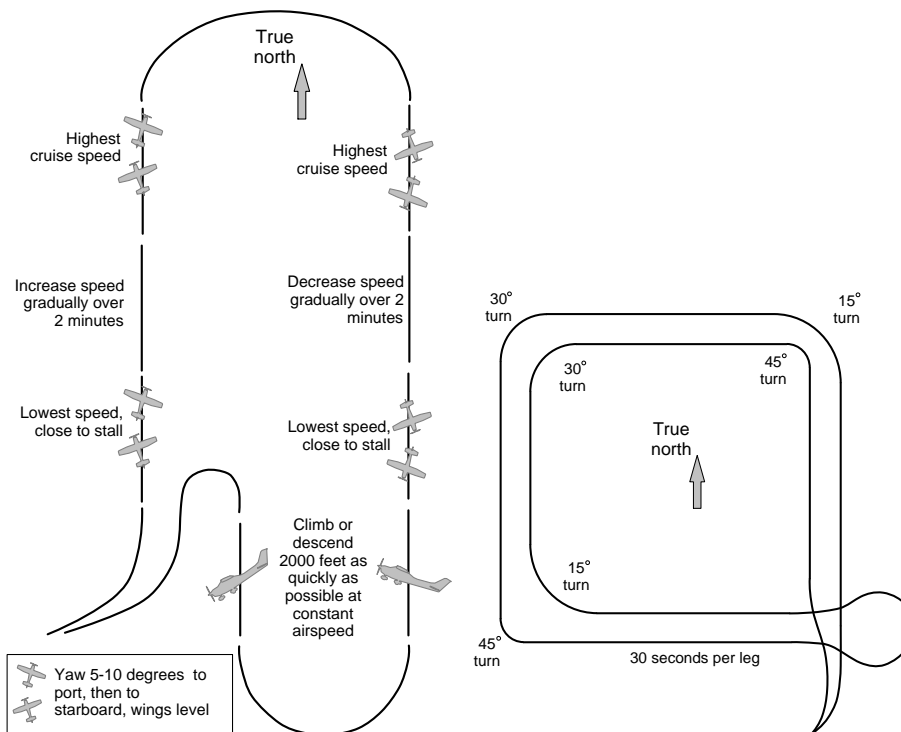 True
north
Highest
cruise speed
Highest
cruise speed
Increase speed
gradually over
2 minutes
Decrease speed
gradually over 2
minutes
Lowest speed,
close to stall
Lowest speed,
close to stall
Climb or
descend
2000 feet as
quickly as
possible at
constant
airspeed
Yaw 5-10 degrees to
port, then to
starboard, wings level
30°
turn
15°
turn
30°
turn
45°
turn
True
north
15°
turn
45°
turn
30 seconds per leg